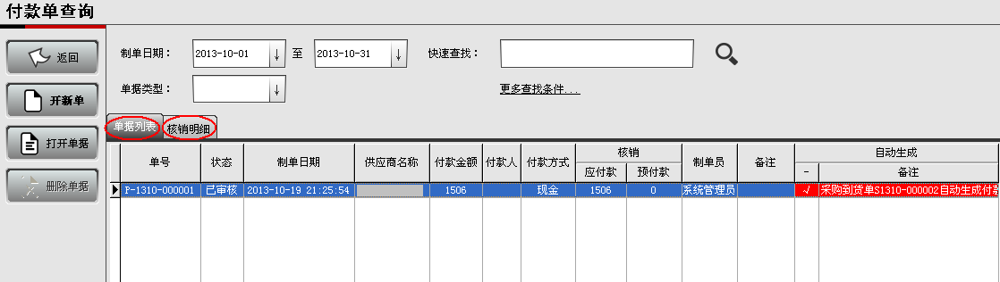 付款单查询
返回
开新单
打开单据
删除单据
制单日期： 2013-10-01 至 2013-10-31 快速查找：
单据类型： 更多查找条件...
单据列表 核销明细
单号 状态 制单日期 供应商名称 付款金额 付款人 付款方式 核销 制单员 备注 自动生成
应付款 预付款 - 备注
P-1310-000001 已审核 2013-10-19 21:25:54 1506 现金 1506 0 系统管理员 √ 采购到货单S1310-000002自动生成付款